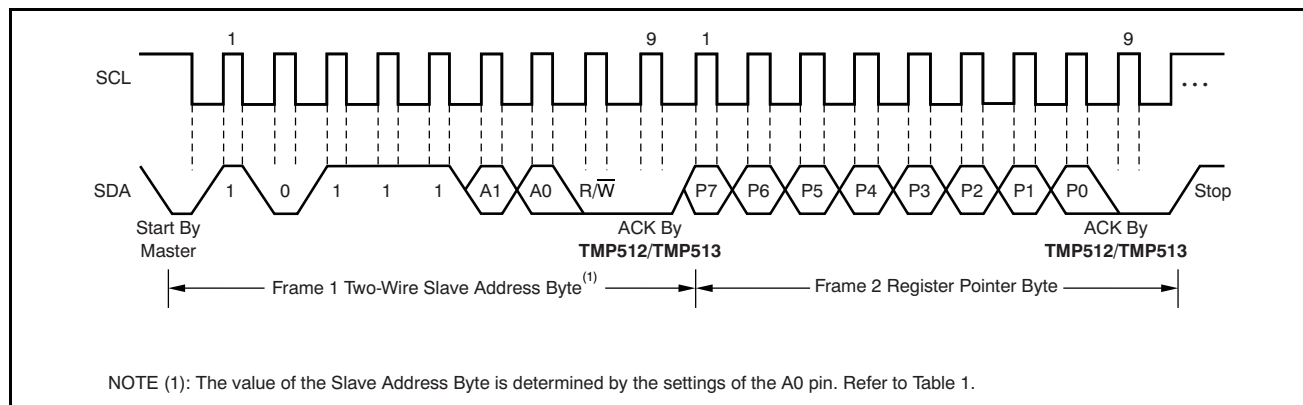 1 9 1 9
SCL ...
SDA 1 0 1 1 1 A1 A0 R/W̅ P7 P6 P5 P4 P3 P2 P1 P0 Stop
Start By ACK By ACK By
Master TMP512/TMP513 TMP512/TMP513
Frame 1 Two-Wire Slave Address Byte(1) Frame 2 Register Pointer Byte
NOTE (1): The value of the Slave Address Byte is determined by the settings of the A0 pin. Refer to Table 1.